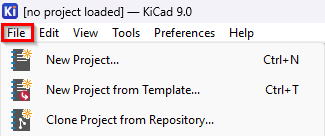 Ki [no project loaded] — KiCad 9.0
File Edit View Tools Preferences Help
New Project... Ctrl+N
New Project from Template... Ctrl+T
Clone Project from Repository...